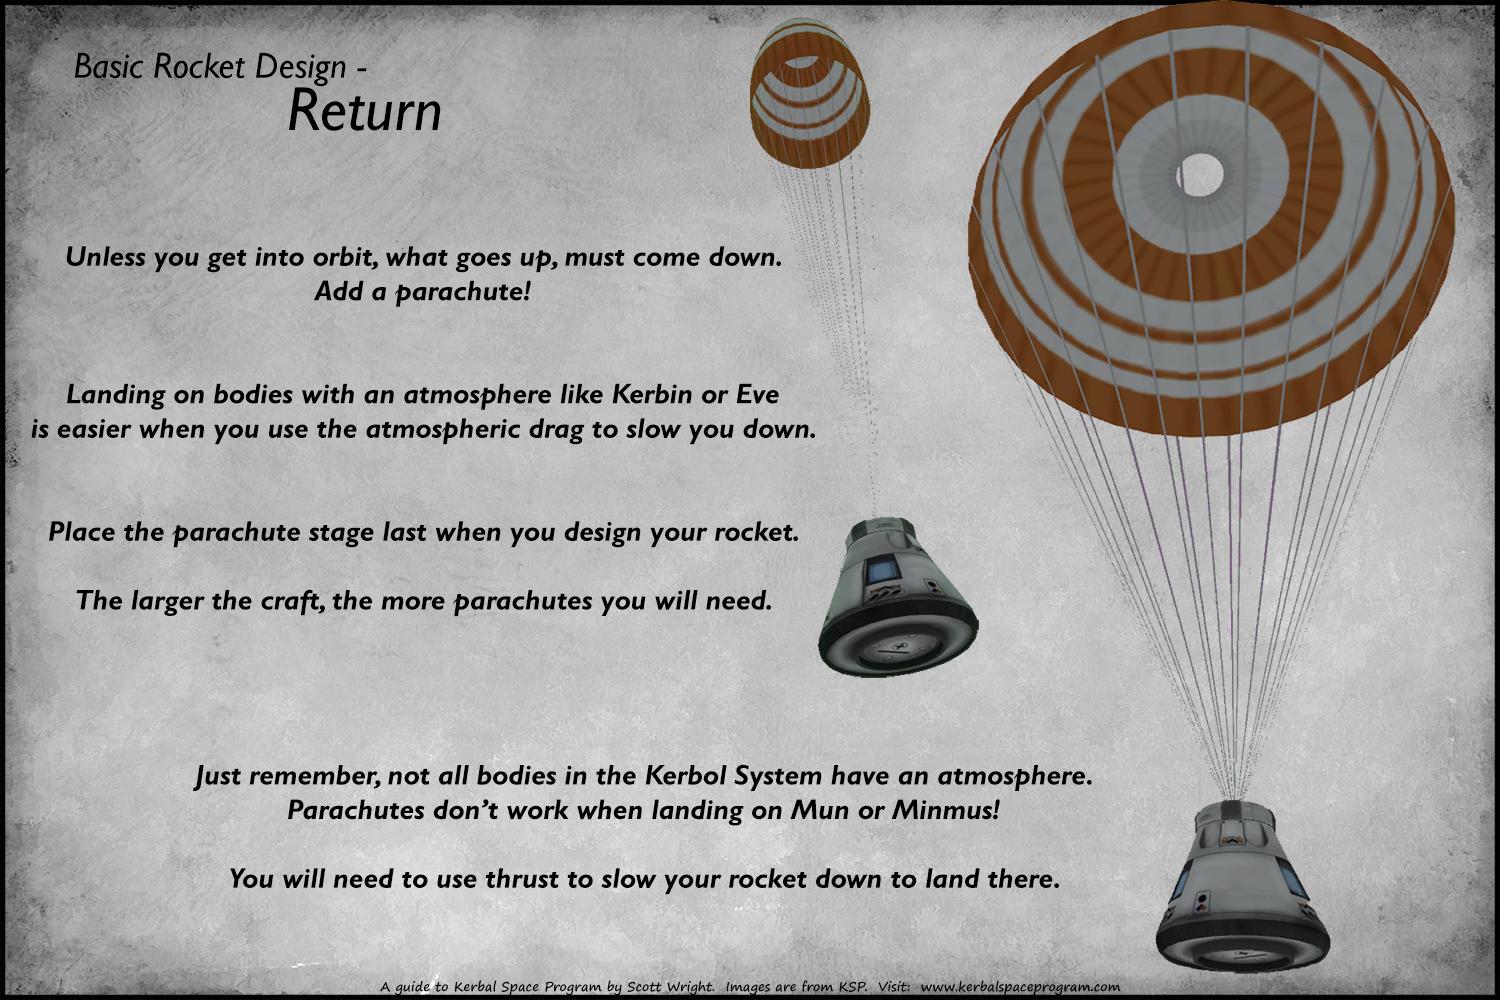 Basic Rocket Design -
Return
Unless you get into orbit, what goes up, must come down.
Add a parachute!
Landing on bodies with an atmosphere like Kerbin or Eve
is easier when you use the atmospheric drag to slow you down.
Place the parachute stage last when you design your rocket.
The larger the craft, the more parachutes you will need.
Just remember, not all bodies in the Kerbol System have an atmosphere.
Parachutes don’t work when landing on Mun or Minmus!
You will need to use thrust to slow your rocket down to land there.
A guide to Kerbal Space Program by Scott Wright.  Images are from KSP.  Visit:  www.kerbalspaceprogram.com